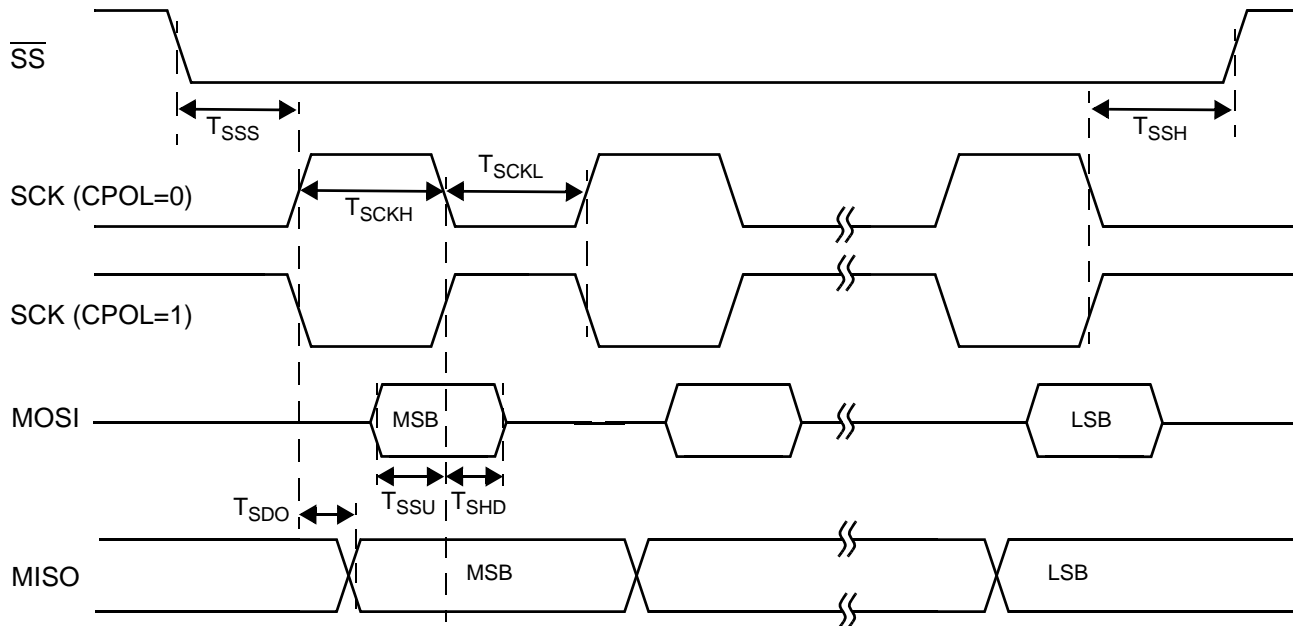 SS
TSSS
TSSH
TSCKL
SCK (CPOL=0)
TSCKH
SCK (CPOL=1)
MOSI
MSB
LSB
TSSU
TSHD
TSDO
MISO
MSB
LSB